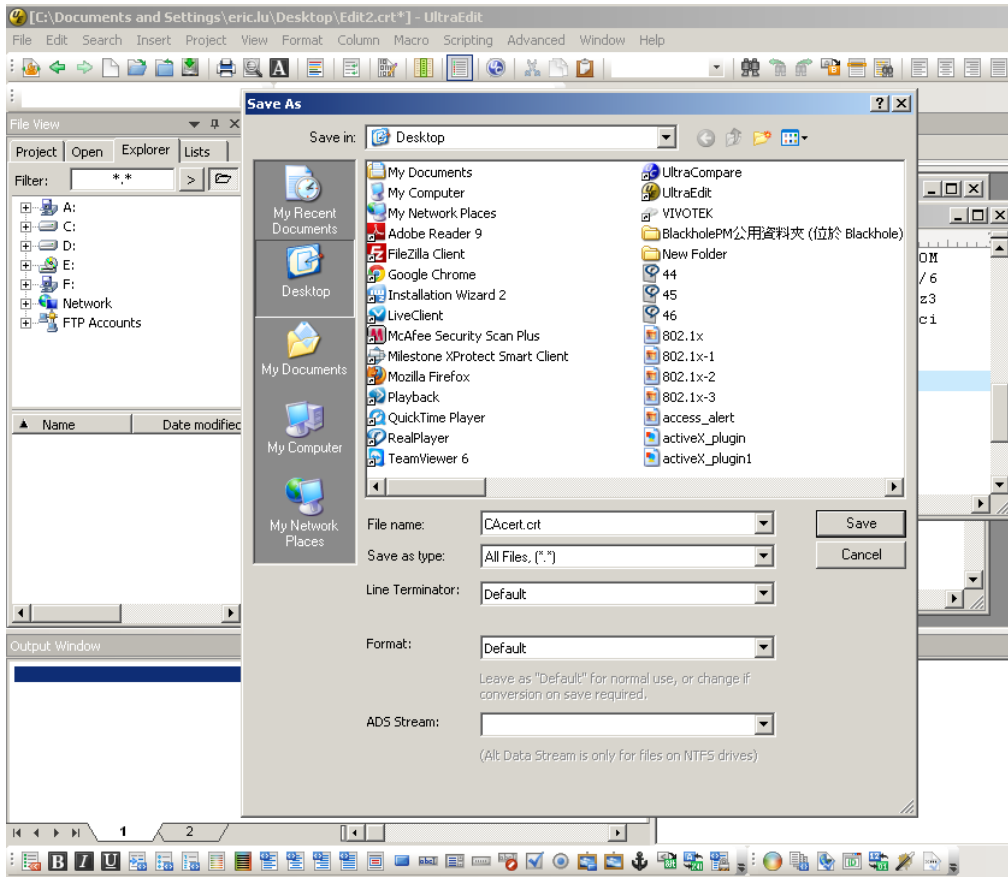 [C:\Documents and Settings\eric.lu\Desktop\Edit2.crt*] - UltraEdit
File Edit Search Insert Project View Format Column Macro Scripting Advanced Window Help
File View
Project Open Explorer Lists
Filter: *.* >
A:
C:
D:
E:
F:
Network
FTP Accounts
Name Date modified
Save As
Save in: Desktop
My Recent Documents
Desktop
My Documents
My Computer
My Network Places
My Documents
My Computer
My Network Places
Adobe Reader 9
FileZilla Client
Google Chrome
Installation Wizard 2
LiveClient
McAfee Security Scan Plus
Milestone XProtect Smart Client
Mozilla Firefox
Playback
QuickTime Player
RealPlayer
TeamViewer 6
UltraCompare
UltraEdit
VIVOTEK
BlackholePM公用資料夾 (位於 Blackhole)
New Folder
44
45
46
802.1x
802.1x-1
802.1x-2
802.1x-3
access_alert
activeX_plugin
activeX_plugin1
File name: CAcert.crt Save
Save as type: All Files, (*.*) Cancel
Line Terminator: Default
Format: Default
Leave as "Default" for normal use, or change if
conversion on save required.
ADS Stream:
(Alt Data Stream is only for files on NTFS drives)
OM
/6
z3
ci
Output Window
1 2
B I U